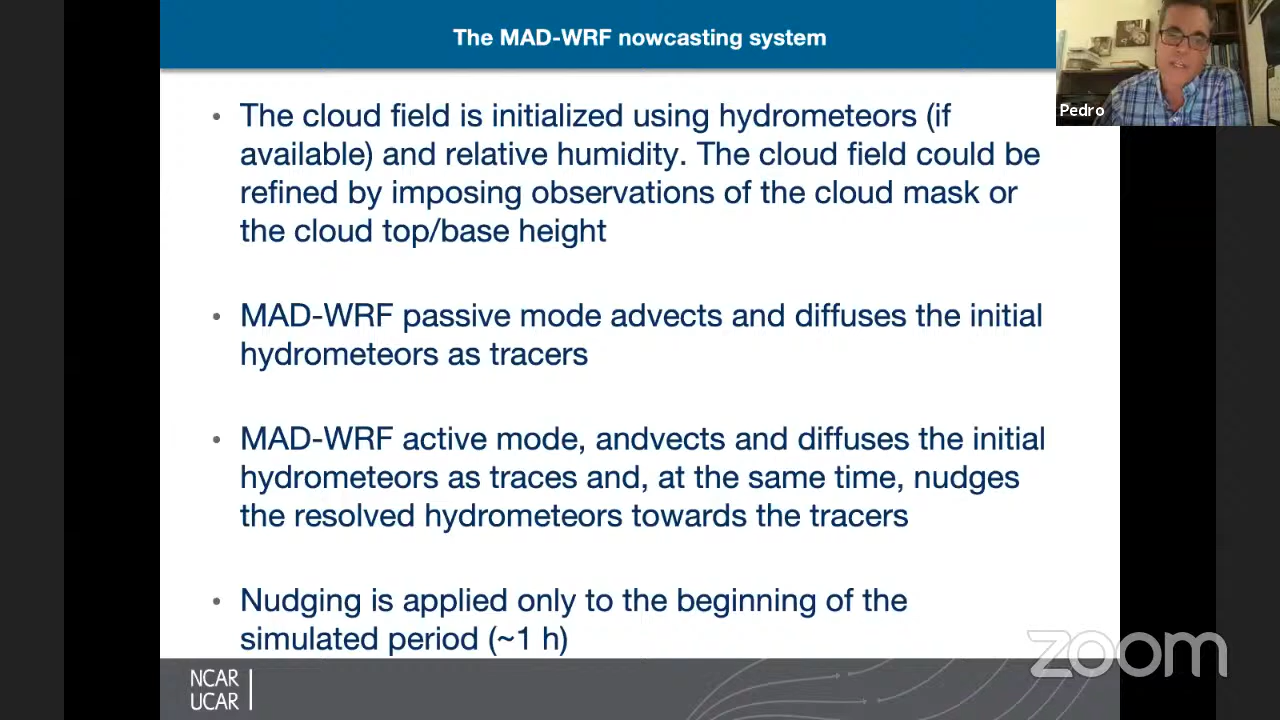 The MAD-WRF nowcasting system
Pedro
• The cloud field is initialized using hydrometeors (if
available) and relative humidity. The cloud field could be
refined by imposing observations of the cloud mask or
the cloud top/base height
• MAD-WRF passive mode advects and diffuses the initial
hydrometeors as tracers
• MAD-WRF active mode, andvects and diffuses the initial
hydrometeors as traces and, at the same time, nudges
the resolved hydrometeors towards the tracers
• Nudging is applied only to the beginning of the
simulated period (~1 h)
zoom
NCAR
UCAR